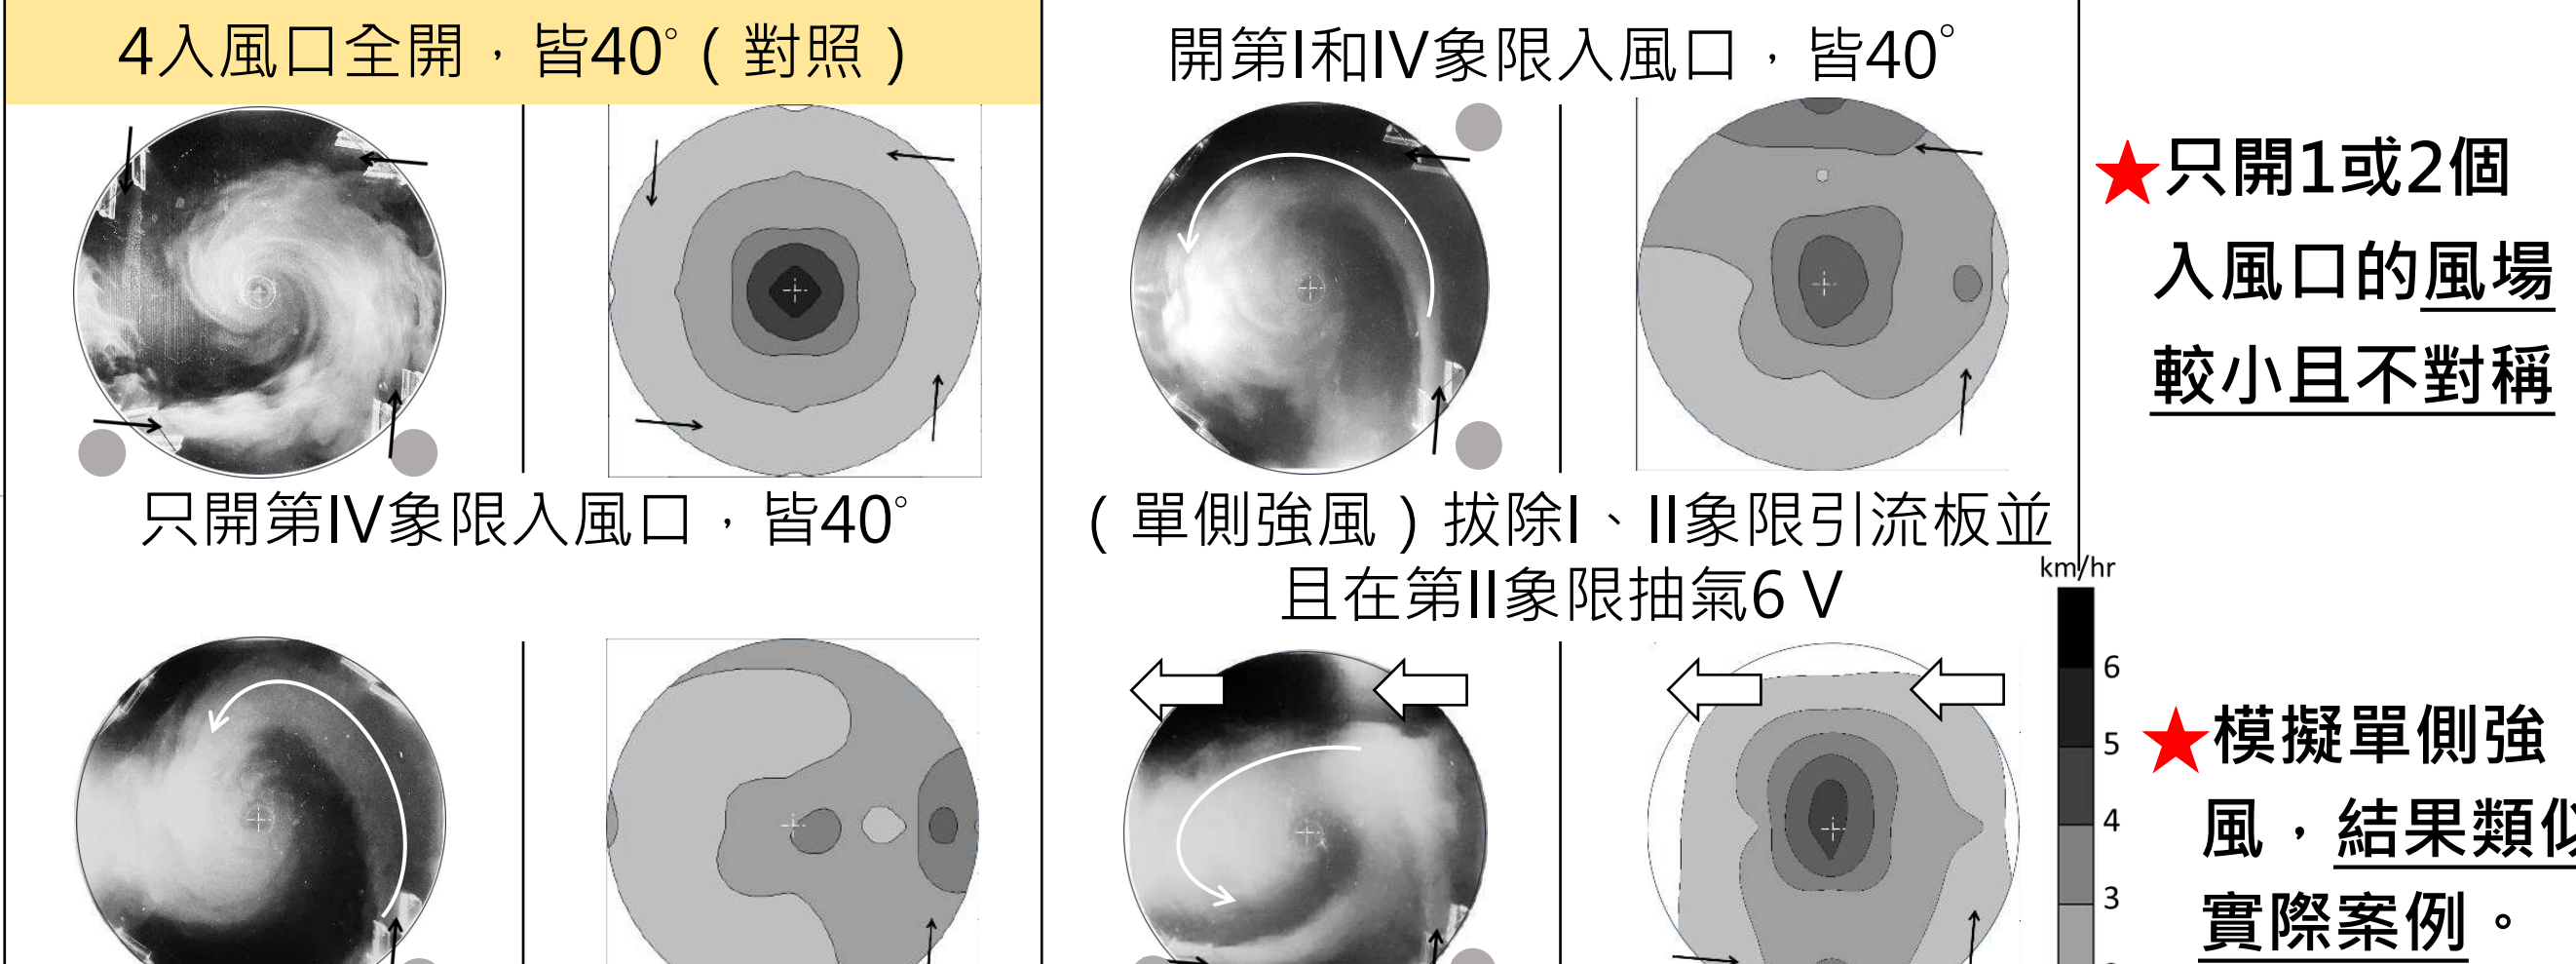 4入風口全開，皆40°（對照）
開第I和IV象限入風口，皆40°
★只開1或2個
入風口的風場
較小且不對稱
只開第IV象限入風口，皆40°
（單側強風）拔除I、II象限引流板並
且在第II象限抽氣6 V
km/hr
6
5
4
3
★模擬單側強
風，結果類似
實際案例。